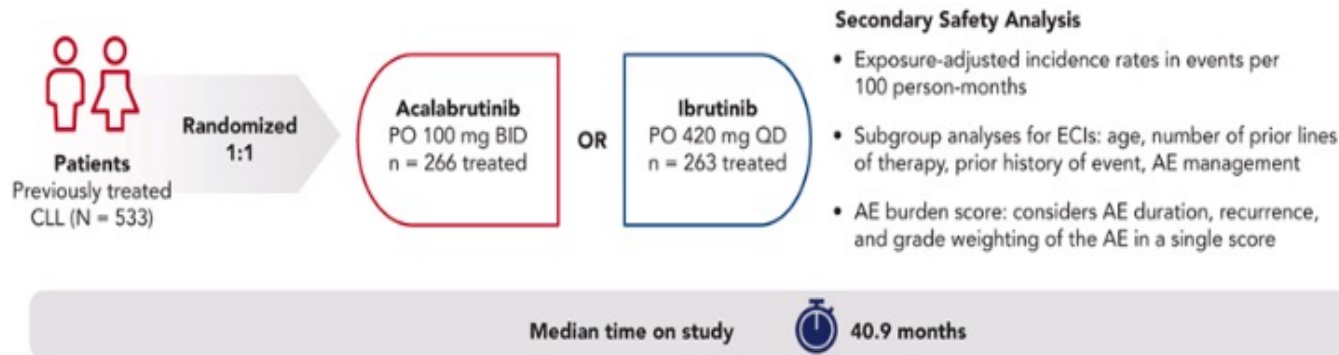 Patients
Previously treated
CLL (N = 533)
Randomized
1:1
Acalabrutinib
PO 100 mg BID
n = 266 treated
OR
Ibrutinib
PO 420 mg QD
n = 263 treated
Secondary Safety Analysis
• Exposure-adjusted incidence rates in events per
100 person-months
• Subgroup analyses for ECIs: age, number of prior lines
of therapy, prior history of event, AE management
• AE burden score: considers AE duration, recurrence,
and grade weighting of the AE in a single score
Median time on study 40.9 months